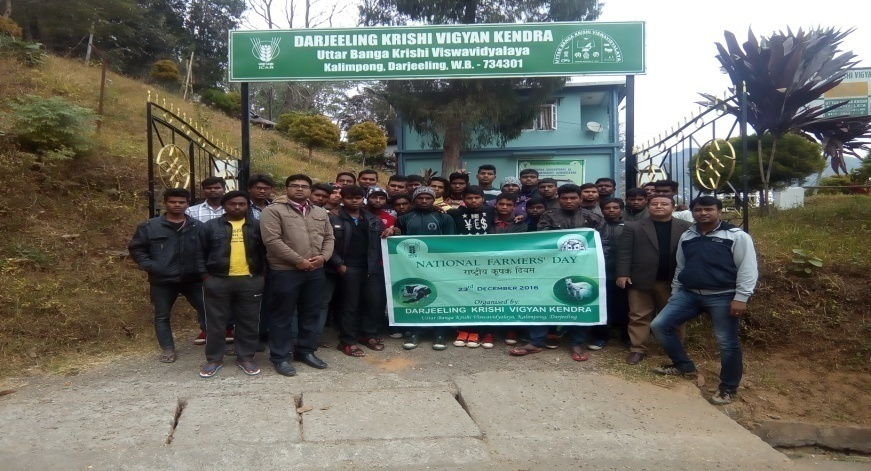 DARJEELING KRISHI VIGYAN KENDRA
Uttar Banga Krishi Viswavidyalaya
Kalimpong, Darjeeling, W.B. - 734301
ICAR
NATIONAL FARMERS' DAY
राष्ट्रीय कृषक दिवस
23rd DECEMBER 2016
Organised by:
DARJEELING KRISHI VIGYAN KENDRA
Uttar Banga Krishi Viswavidyalaya, Kalimpong, Darjeeling
¥€$